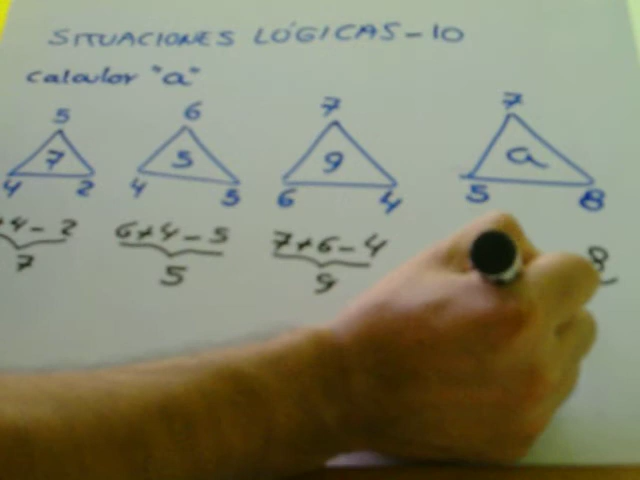 SITUACIONES LÓGICAS-10
calcular "a"
5 6 7 7
7 5 9 a
4 2 4 5 6 4 5 8
+4-2 6+4-5 7+6-4 8
7 5 9